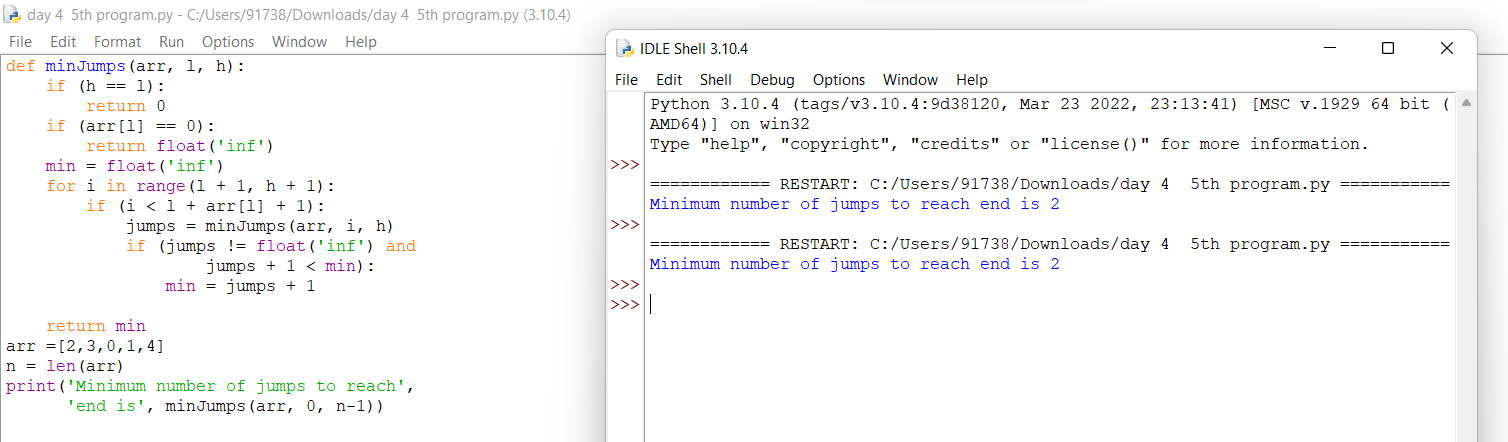 day 4  5th program.py - C:/Users/91738/Downloads/day 4  5th program.py (3.10.4)
File Edit Format Run Options Window Help
def minJumps(arr, l, h):
    if (h == l):
        return 0
    if (arr[l] == 0):
        return float('inf')
    min = float('inf')
    for i in range(l + 1, h + 1):
        if (i < l + arr[l] + 1):
            jumps = minJumps(arr, i, h)
            if (jumps != float('inf') and
                    jumps + 1 < min):
                min = jumps + 1
    return min
arr =[2,3,0,1,4]
n = len(arr)
print('Minimum number of jumps to reach',
      'end is', minJumps(arr, 0, n-1))
IDLE Shell 3.10.4
File Edit Shell Debug Options Window Help
Python 3.10.4 (tags/v3.10.4:9d38120, Mar 23 2022, 23:13:41) [MSC v.1929 64 bit (
AMD64)] on win32
Type "help", "copyright", "credits" or "license()" for more information.
>>>
============ RESTART: C:/Users/91738/Downloads/day 4  5th program.py ===========
Minimum number of jumps to reach end is 2
>>>
============ RESTART: C:/Users/91738/Downloads/day 4  5th program.py ===========
Minimum number of jumps to reach end is 2
>>>
>>>